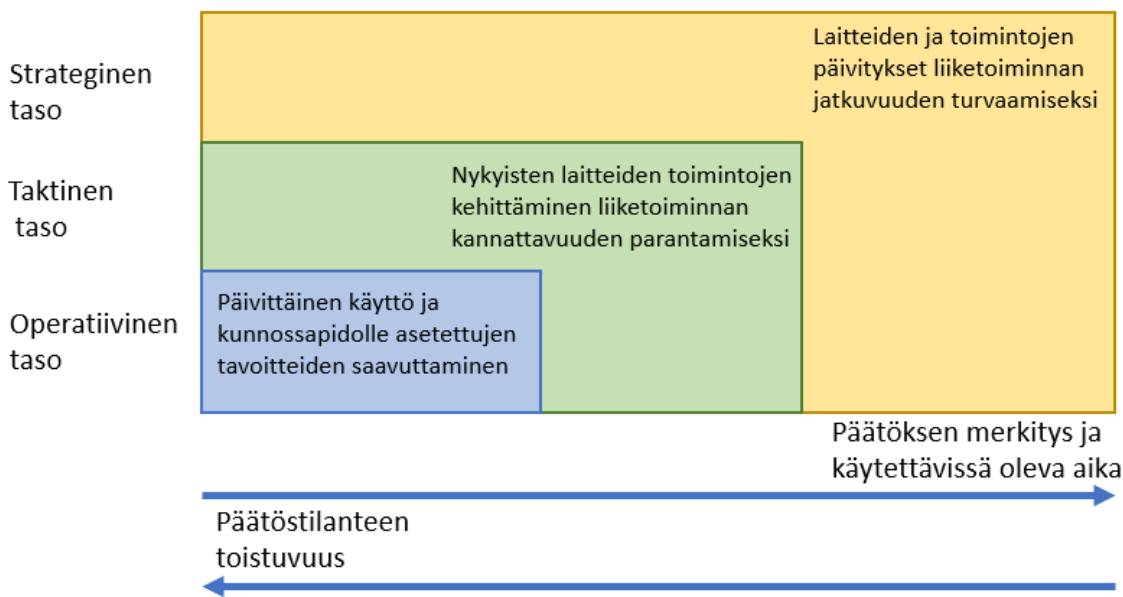 Strateginen
taso
Laitteiden ja toimintojen
päivitykset liiketoiminnan
jatkuvuuden turvaamiseksi
Taktinen
taso
Nykyisten laitteiden toimintojen
kehittäminen liiketoiminnan
kannattavuuden parantamiseksi
Operatiivinen
taso
Päivittäinen käyttö ja
kunnossapidolle asetettujen
tavoitteiden saavuttaminen
Päätöksen merkitys ja
käytettävissä oleva aika
Päätöstilanteen
toistuvuus